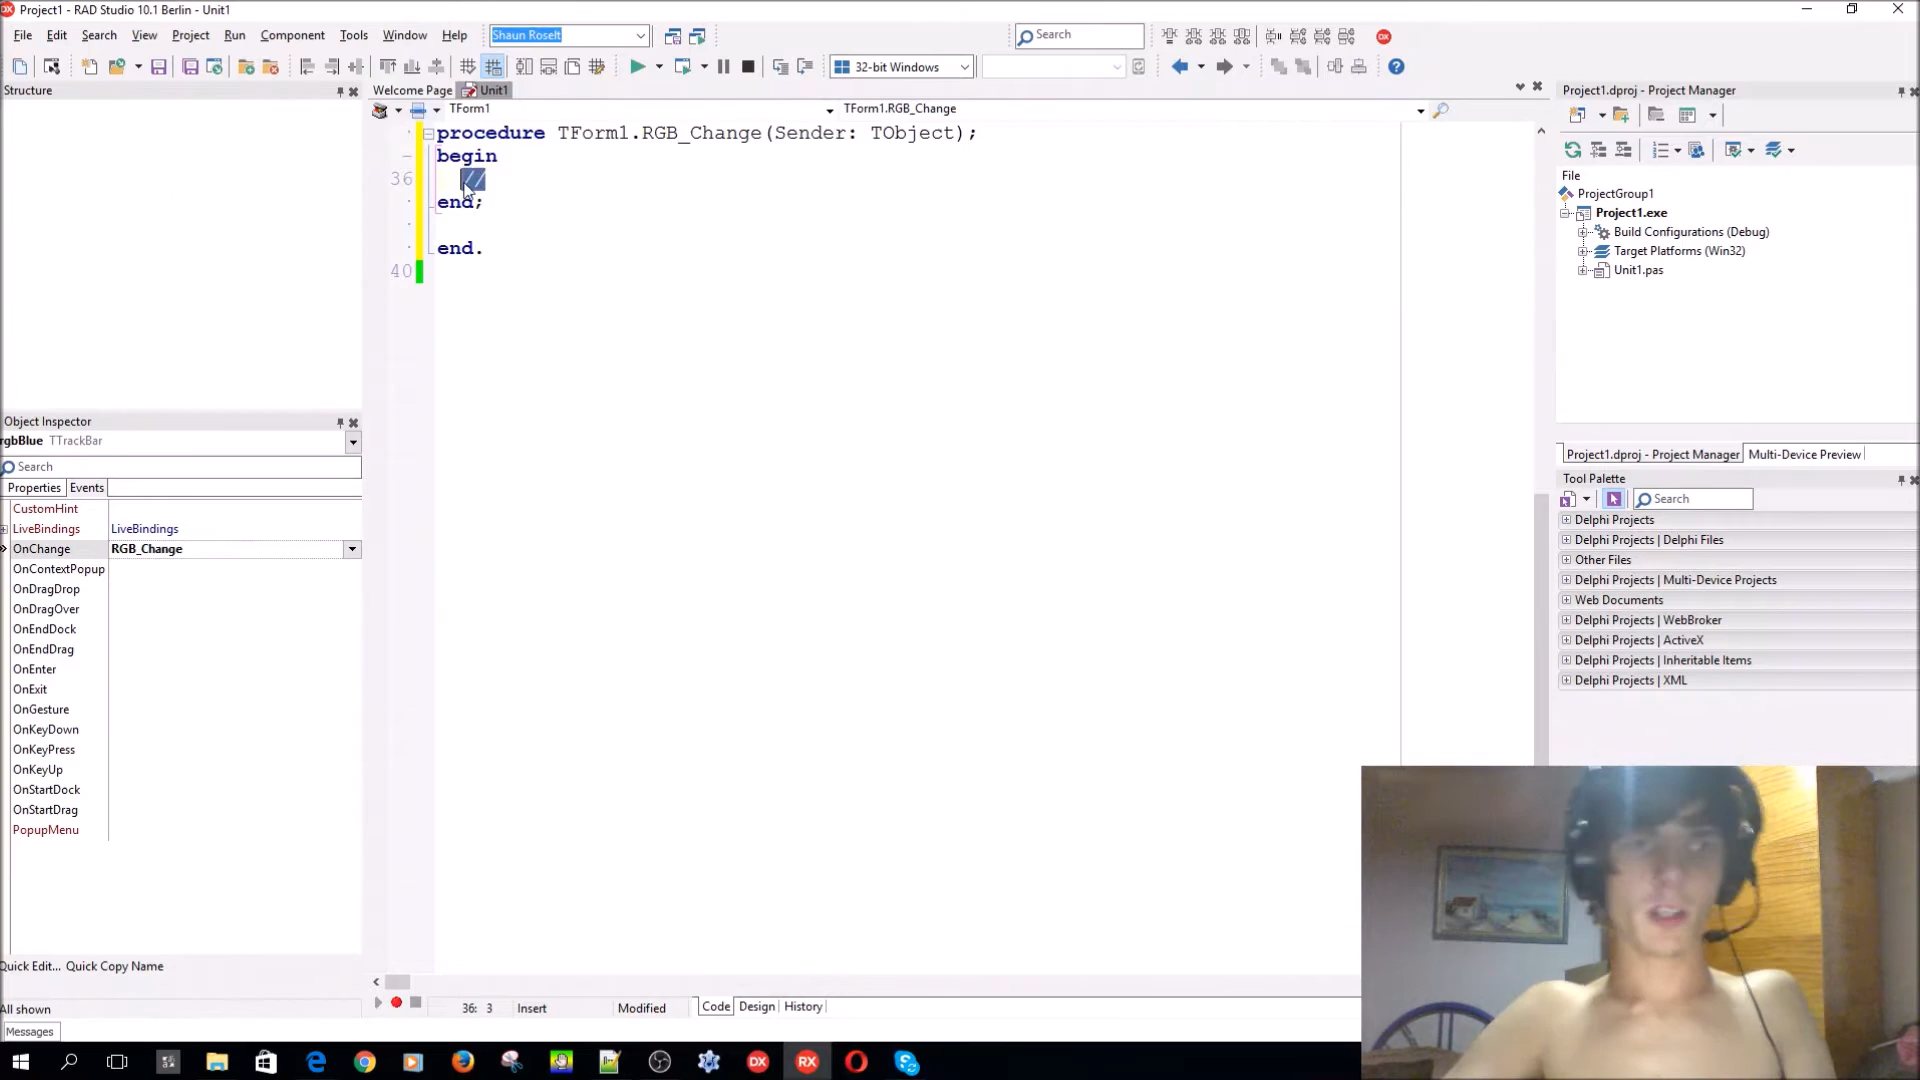 Project1 - RAD Studio 10.1 Berlin - Unit1
File Edit Search View Project Run Component Tools Window Help
Shaun Roselt
Search
32-bit Windows
Structure
Welcome Page Unit1
TForm1
TForm1.RGB_Change
procedure TForm1.RGB_Change(Sender: TObject);
begin
36 //
end;
end.
40
Object Inspector
rgbBlue TTrackBar
Search
Properties Events
CustomHint
LiveBindings LiveBindings
OnChange RGB_Change
OnContextPopup
OnDragDrop
OnDragOver
OnEndDock
OnEndDrag
OnEnter
OnExit
OnGesture
OnKeyDown
OnKeyPress
OnKeyUp
OnStartDock
OnStartDrag
PopupMenu
Quick Edit... Quick Copy Name
All shown
Messages
36: 3 Insert Modified Code Design History
Project1.dproj - Project Manager
File
ProjectGroup1
Project1.exe
Build Configurations (Debug)
Target Platforms (Win32)
Unit1.pas
Project1.dproj - Project Manager Multi-Device Preview
Tool Palette
Search
Delphi Projects
Delphi Projects | Delphi Files
Other Files
Delphi Projects | Multi-Device Projects
Web Documents
Delphi Projects | WebBroker
Delphi Projects | ActiveX
Delphi Projects | Inheritable Items
Delphi Projects | XML
DX
RX